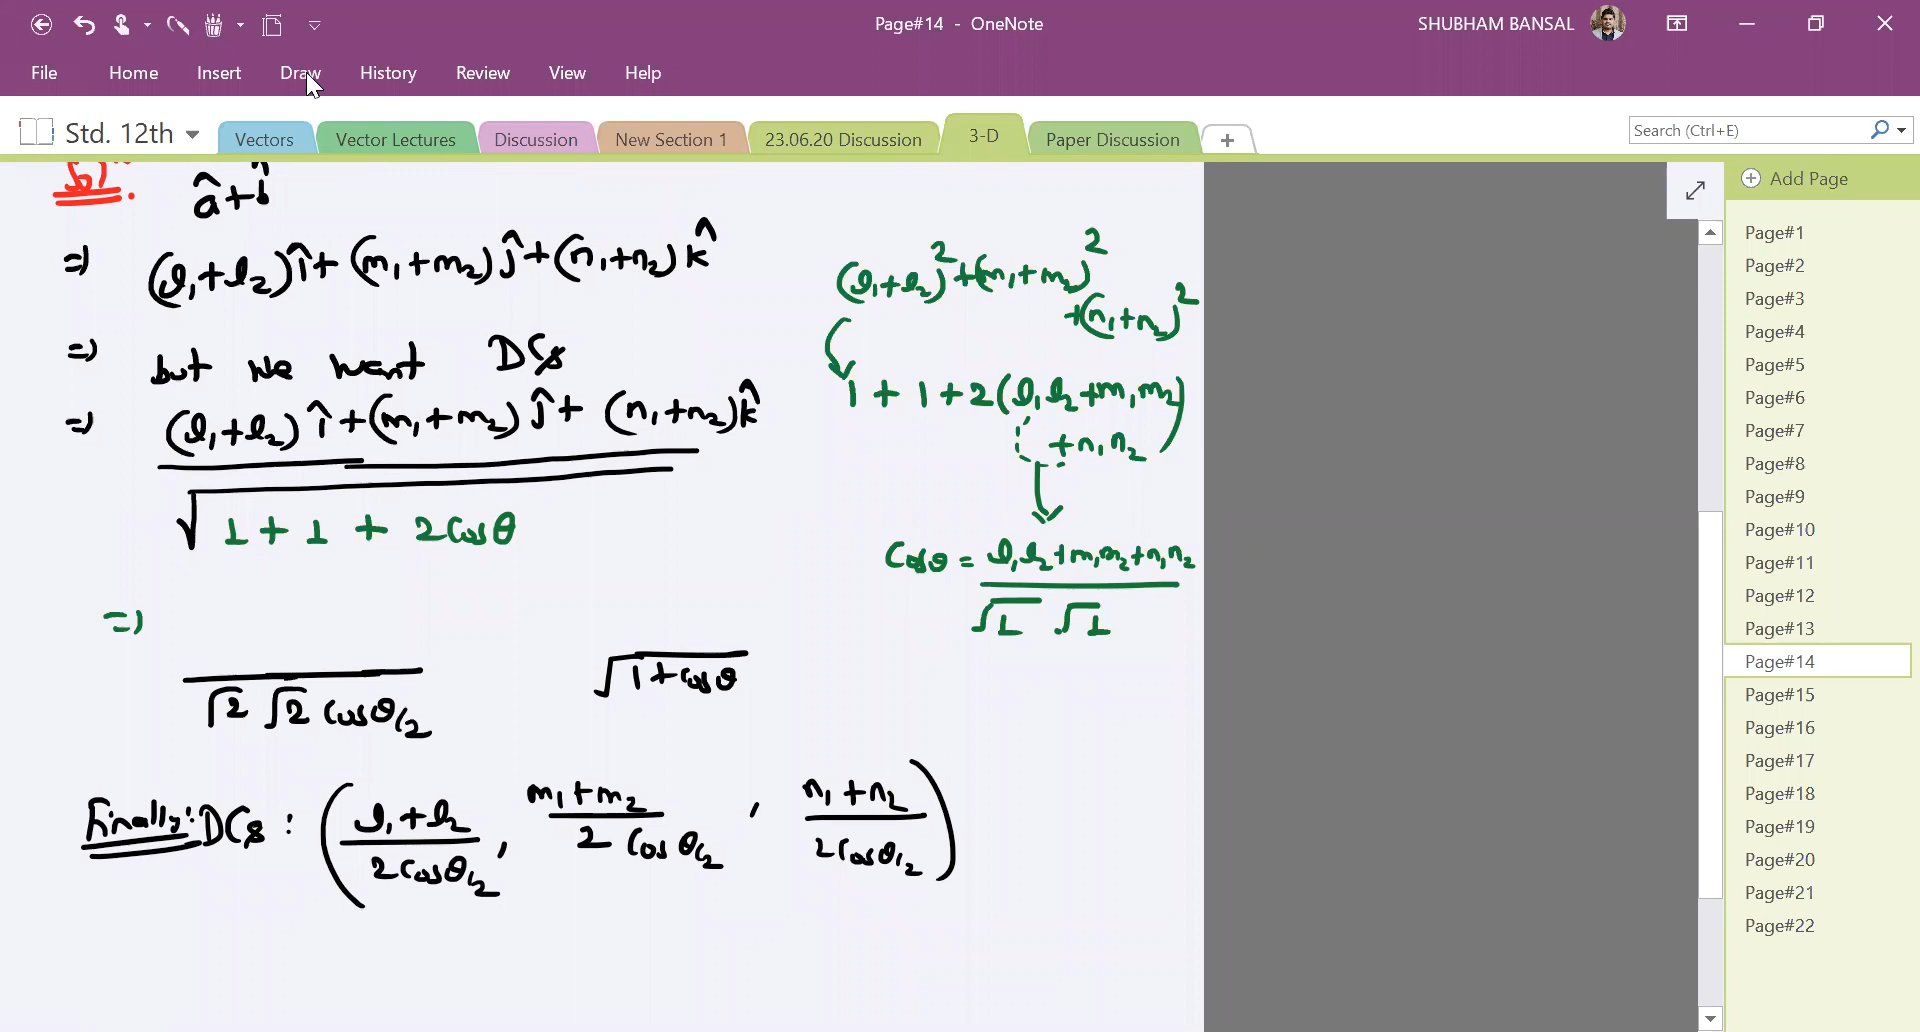 Page#14 - OneNote
SHUBHAM BANSAL
File Home Insert Draw History Review View Help
Std. 12th
Vectors Vector Lectures Discussion New Section 1 23.06.20 Discussion 3-D Paper Discussion +
Search (Ctrl+E)
Add Page
Page#1
Page#2
Page#3
Page#4
Page#5
Page#6
Page#7
Page#8
Page#9
Page#10
Page#11
Page#12
Page#13
Page#14
Page#15
Page#16
Page#17
Page#18
Page#19
Page#20
Page#21
Page#22
â+b̂
=) (l₁+l₂)î+(m₁+m₂)ĵ+(n₁+n₂)k̂
=) but we want DCs
=) (l₁+l₂)î+(m₁+m₂)ĵ+(n₁+n₂)k̂
√1+1+2Cosθ
=)
√2 √2 Cosθ/2
√1+cosθ
Finally: DCs: (l₁+l₂/2Cosθ/2, m₁+m₂/2Cosθ/2, n₁+n₂/2Cosθ/2)
(l₁+l₂)²+(m₁+m₂)²
+(n₁+n₂)²
1+1+2(l₁l₂+m₁m₂
+n₁n₂)
Cosθ = l₁l₂+m₁m₂+n₁n₂
√1 √1